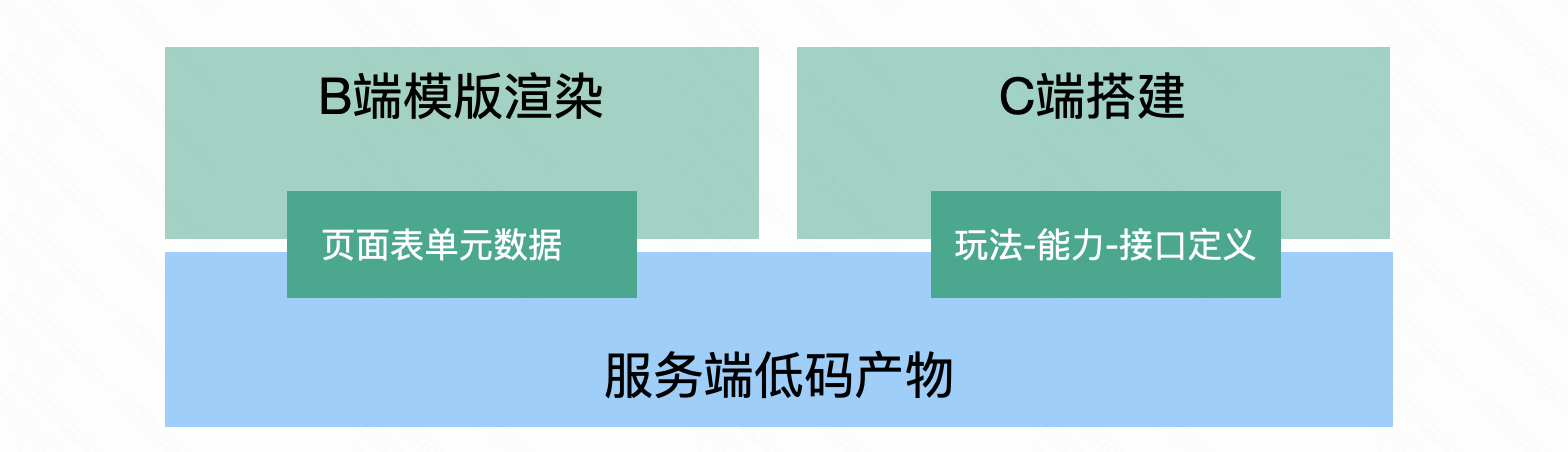 B端模版渲染
C端搭建
页面表单元数据
玩法-能力-接口定义
服务端低码产物